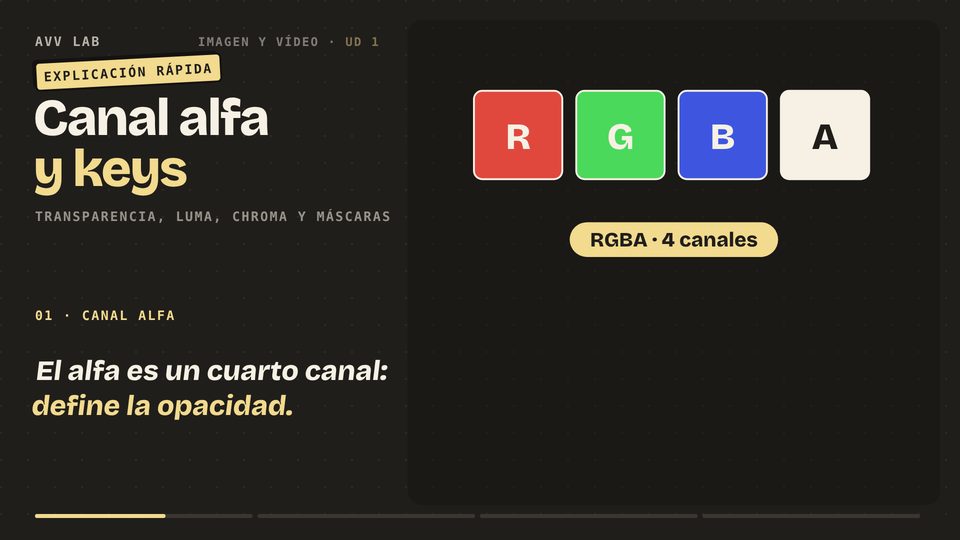 AVV LAB
IMAGEN Y VÍDEO · UD 1
EXPLICACIÓN RÁPIDA
Canal alfa
y keys
TRANSPARENCIA, LUMA, CHROMA Y MÁSCARAS
01 · CANAL ALFA
El alfa es un cuarto canal:
define la opacidad.
R G B A
RGBA · 4 canales